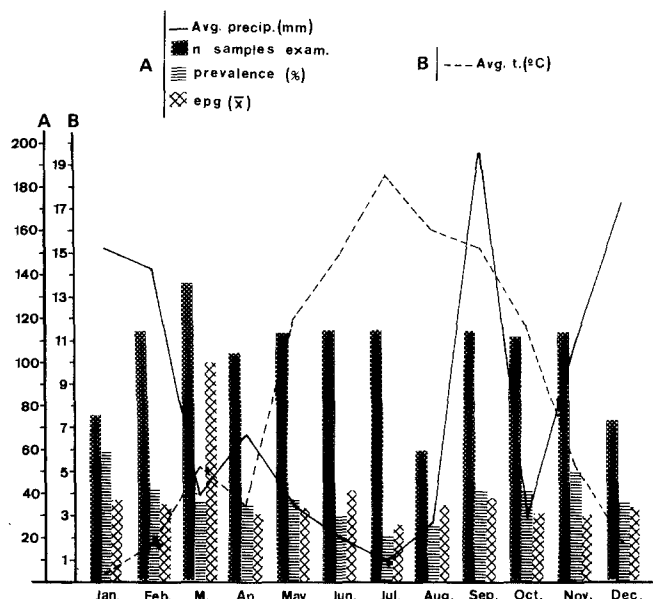 Avg. precip.(mm)
n samples exam.
A
prevalence (%)
B
Avg. t.(ºC)
epg (x̅)
A B
200
19
180
17
160
15
140
13
120
11
100
9
80
7
60
5
40
3
20
1
Jan. Feb. M Ap. May. Jun. Jul. Aug. Sep. Oct. Nov. Dec.